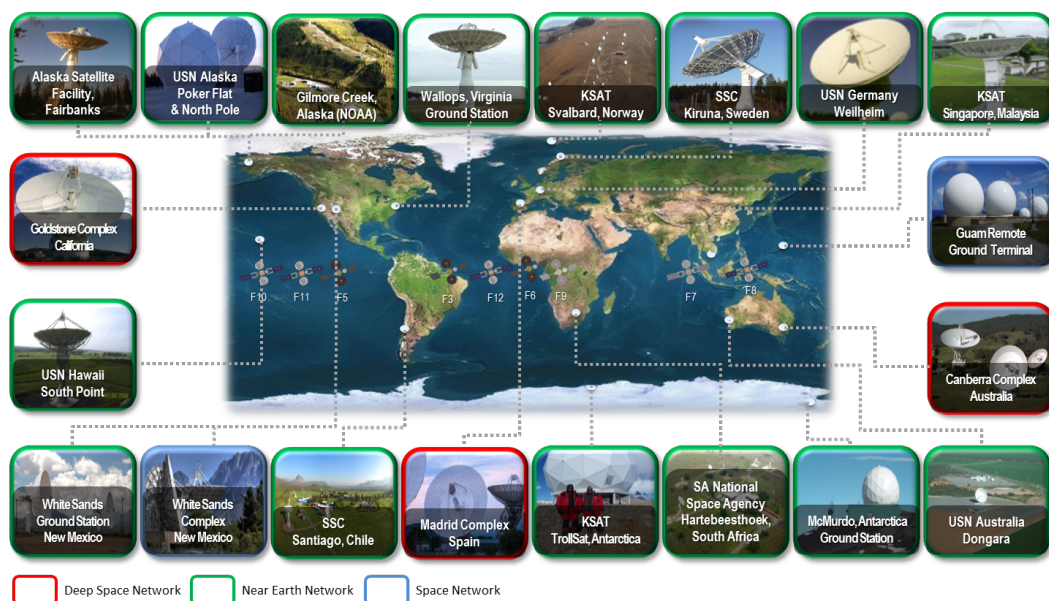 Alaska Satellite
Facility,
Fairbanks
USN Alaska
Poker Flat
& North Pole
Gilmore Creek,
Alaska (NOAA)
Wallops, Virginia
Ground Station
KSAT
Svalbard, Norway
SSC
Kiruna, Sweden
USN Germany
Weilheim
KSAT
Singapore, Malaysia
Goldstone Complex
California
Guam Remote
Ground Terminal
F10
F11
F5
F3
F12
F6
F9
F7
F8
USN Hawaii
South Point
Canberra Complex
Australia
White Sands
Ground Station
New Mexico
White Sands
Complex
New Mexico
SSC
Santiago, Chile
Madrid Complex
Spain
KSAT
TrollSat, Antarctica
SA National
Space Agency
Hartebeesthoek,
South Africa
McMurdo, Antarctica
Ground Station
USN Australia
Dongara
Deep Space Network
Near Earth Network
Space Network